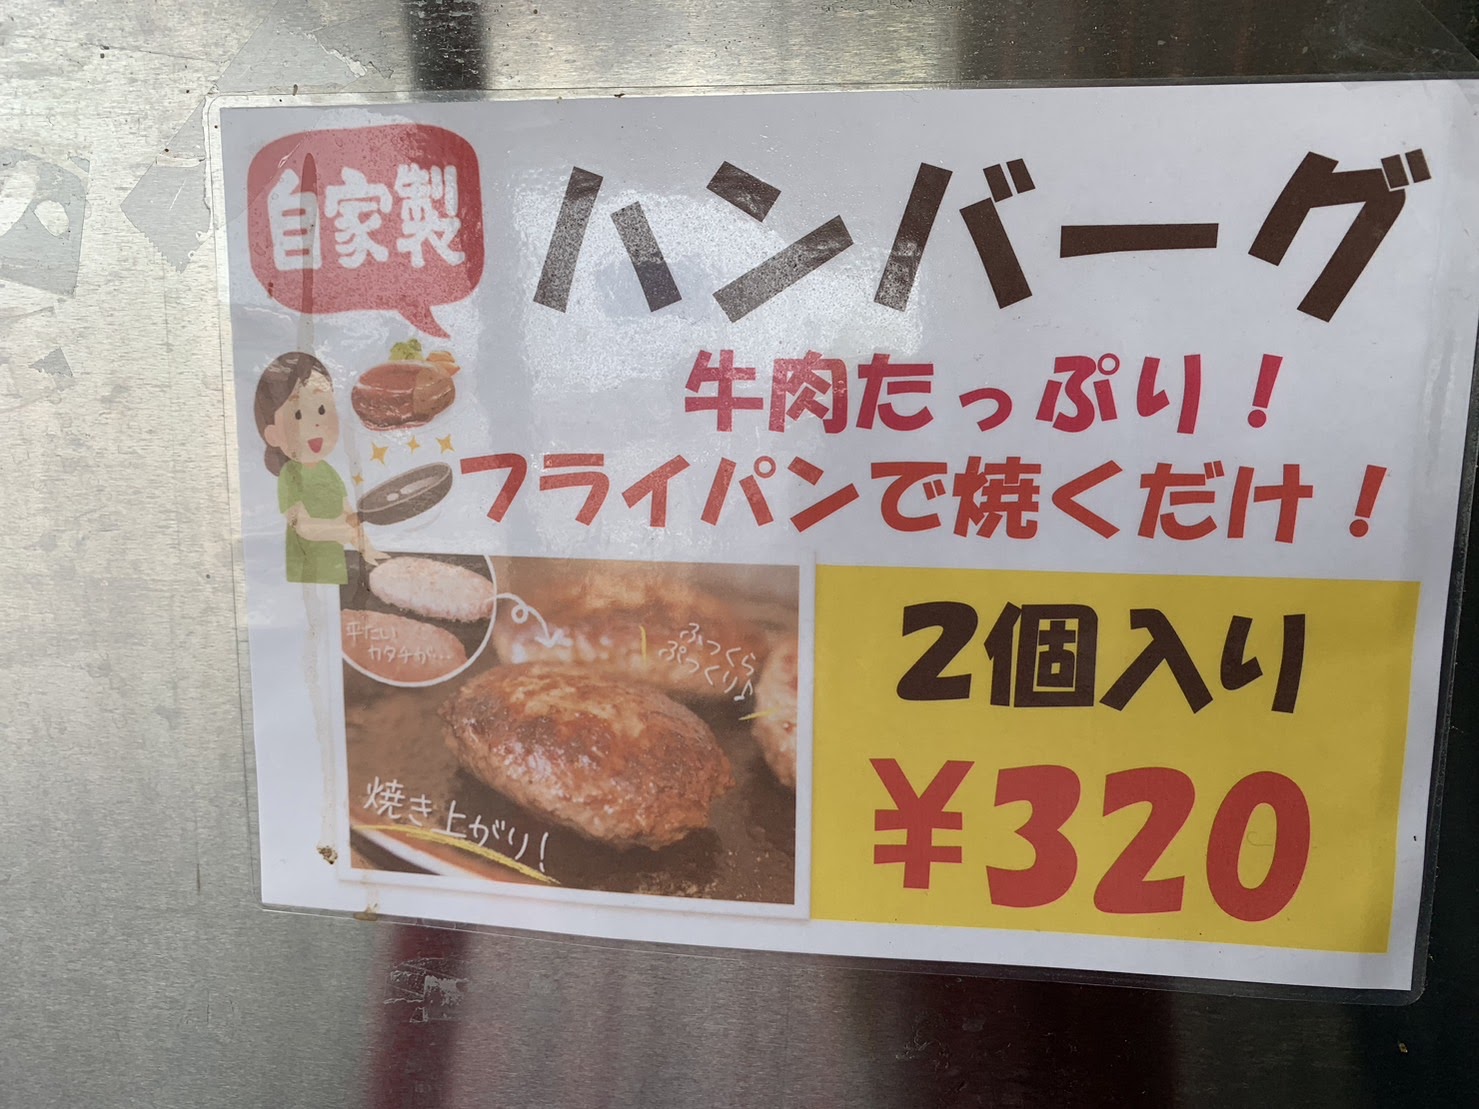 自家製
ハンバーグ
牛肉たっぷり！
フライパンで焼くだけ！
平たい
カタチが…
ふっくら
ぷっくり♪
焼き上がり！
2個入り
¥320